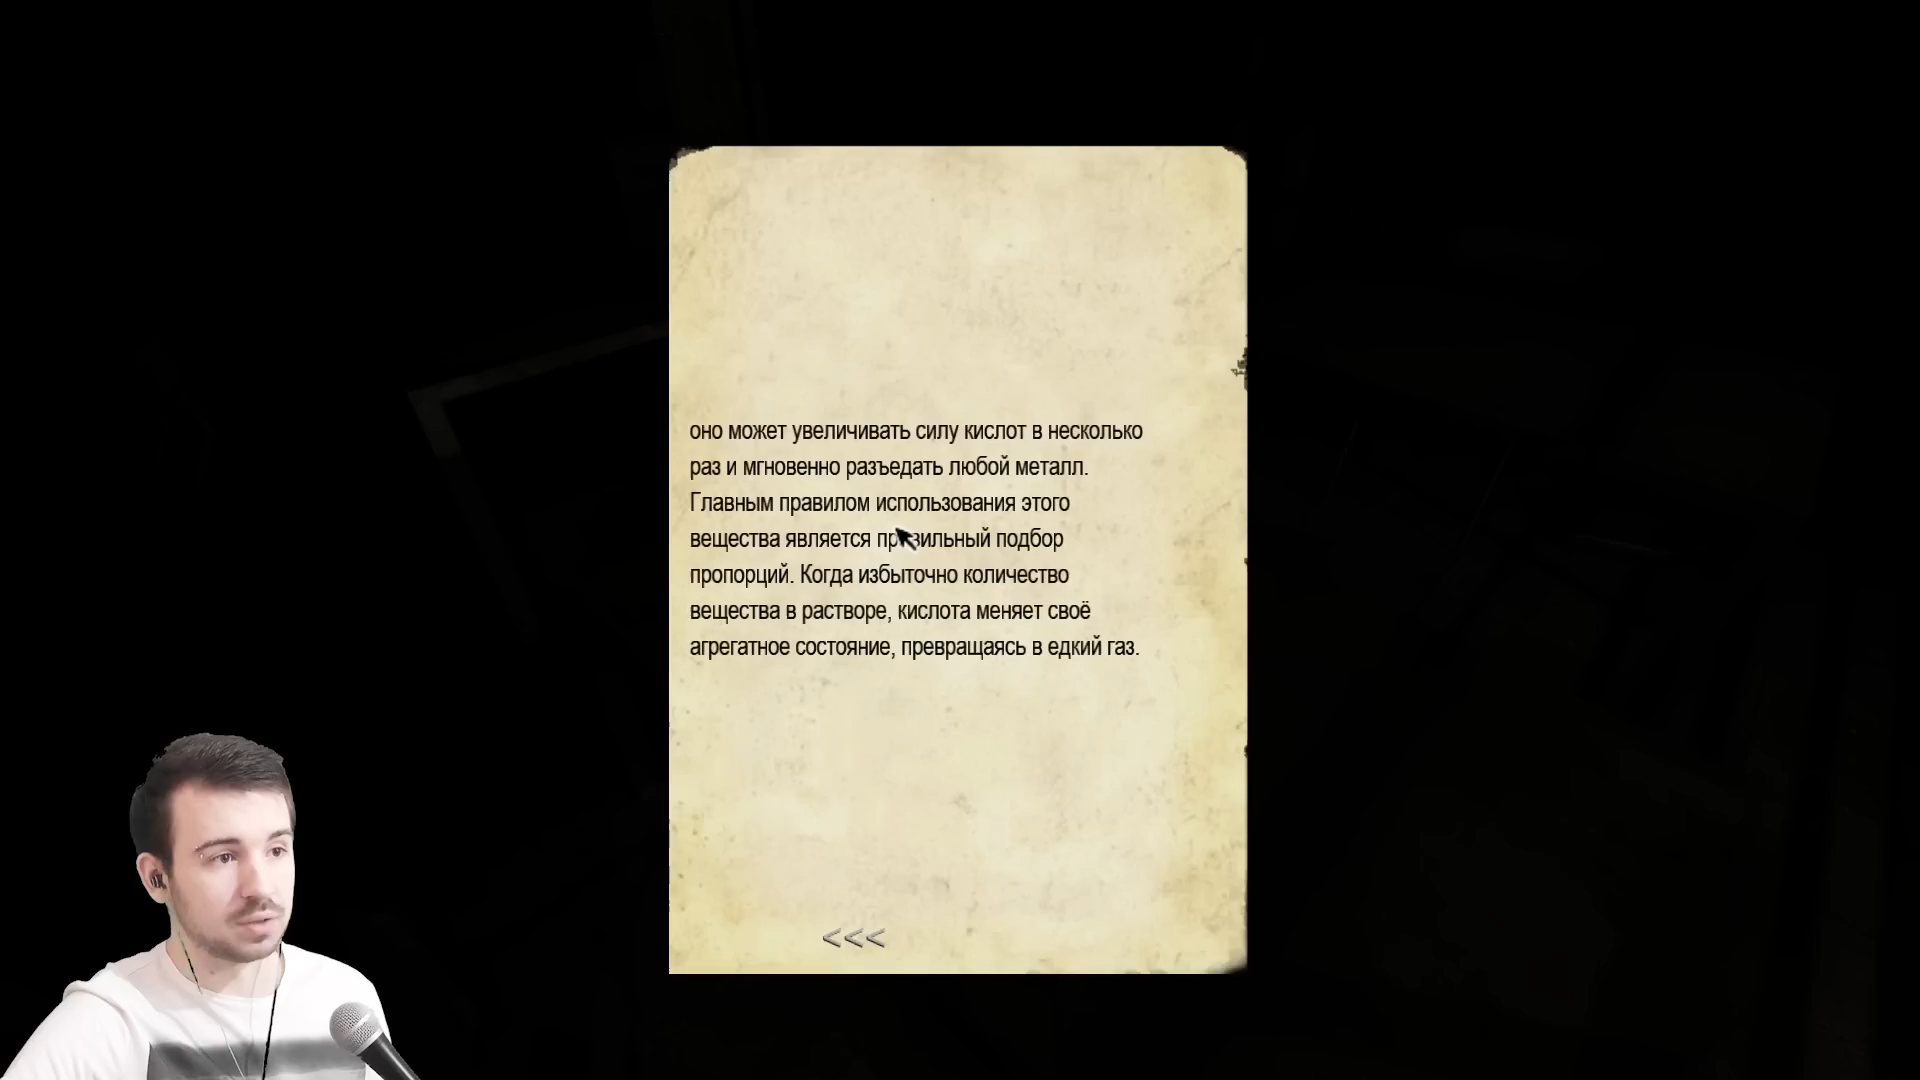 оно может увеличивать силу кислот в несколько
раз и мгновенно разъедать любой металл.
Главным правилом использования этого
вещества является правильный подбор
пропорций. Когда избыточно количество
вещества в растворе, кислота меняет своё
агрегатное состояние, превращаясь в едкий газ.
<<<